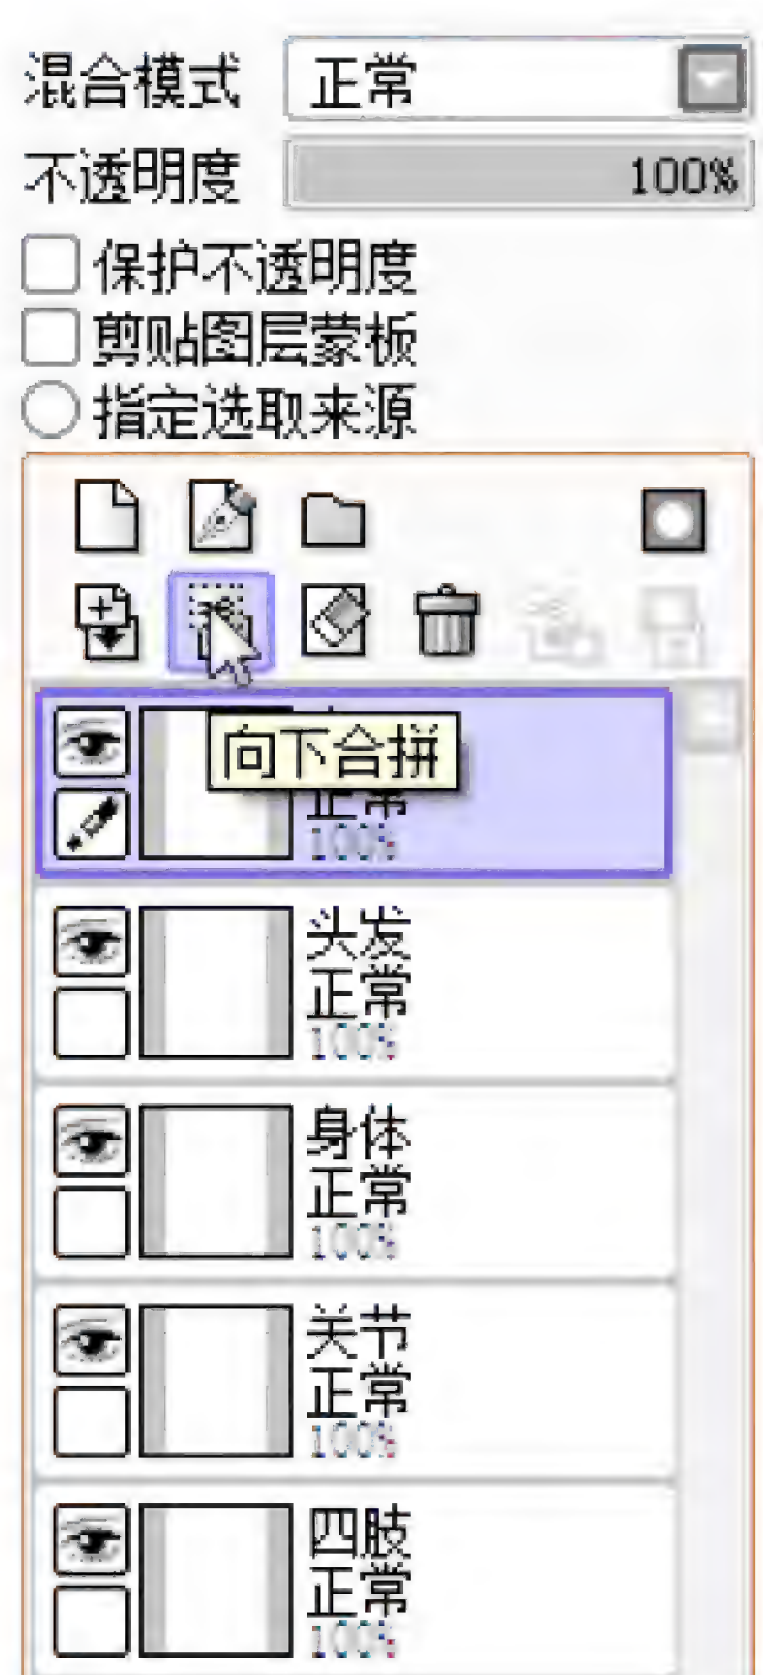 混合模式 正常
不透明度 100%
保护不透明度
剪贴图层蒙板
指定选取来源
向下合拼
正常
100%
头发
正常
100%
身体
正常
100%
关节
正常
100%
四肢
正常
100%